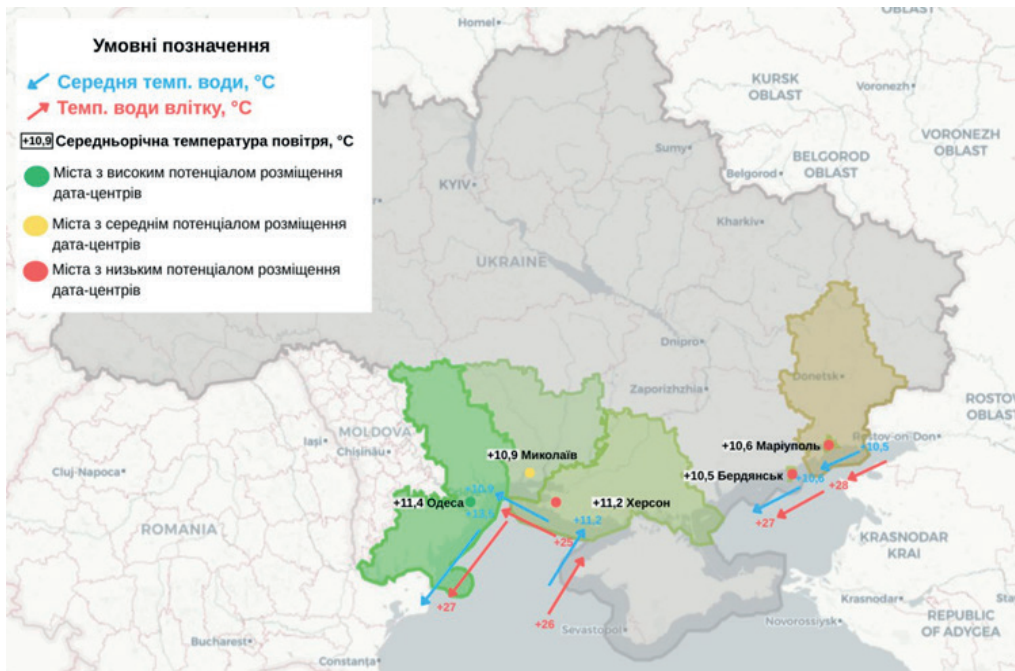 Умовні позначення
Середня темп. води, °C
Темп. води влітку, °C
+10,9 Середньорічна температура повітря, °C
Міста з високим потенціалом розміщення
дата-центрів
Міста з середнім потенціалом розміщення
дата-центрів
Міста з низьким потенціалом розміщення
дата-центрів
Homel
OBLAST
KURSK
OBLAST
Voronezh
VORONEZH
OBLAST
BELGOROD
OBLAST
Sumy
Belgorod
KYIV
Kharkiv
UKRAINE
Dnipro
Zaporizhzhia
Donetsk
ROSTOV
OBLAST
Rostov-on-Don
MOLDOVA
Iași
Chișinău
Cluj-Napoca
ROMANIA
+10,9 Миколаїв
+10,6 Маріуполь
+10,5
+10,5 Бердянськ
+10,6
+28
+27
+10,9
+11,4 Одеса
+11,2 Херсон
+11,2
+25
+27
+26
KRASNODAR
KRAI
Krasnodar
Novorossiysk
REPUBLIC
OF ADYGEA
Sevastopol
Bucharest
Constanța